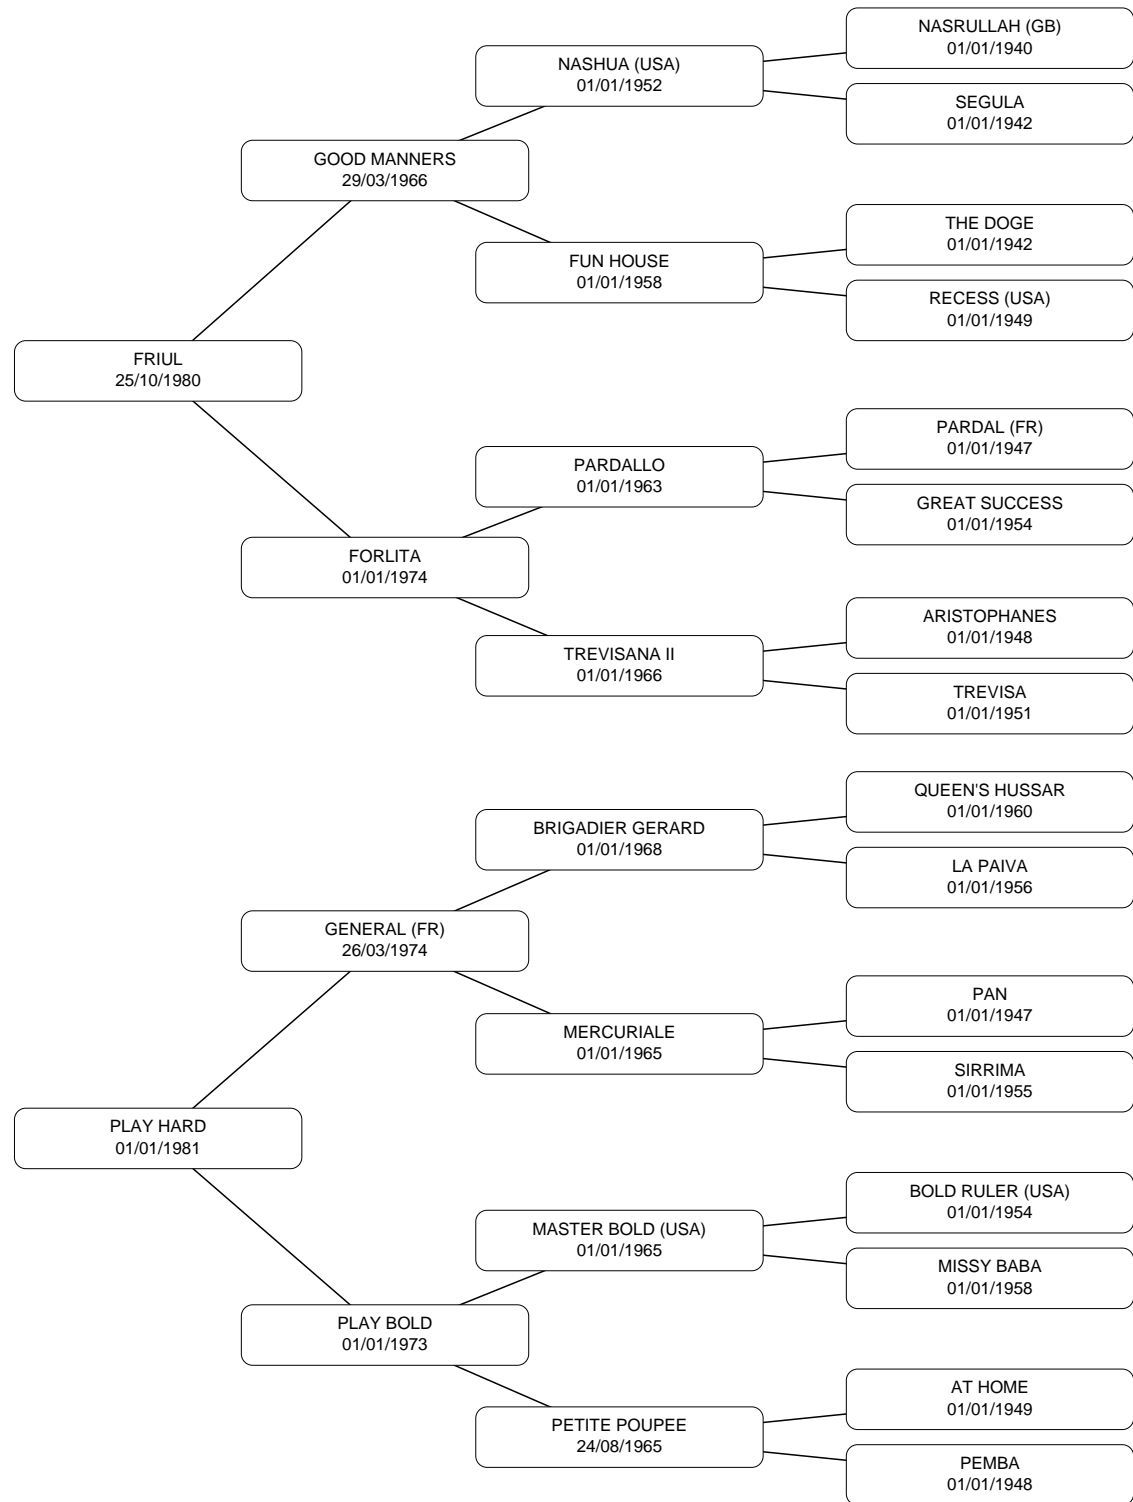 NASRULLAH (GB)
01/01/1940
NASHUA (USA)
01/01/1952
SEGULA
01/01/1942
GOOD MANNERS
29/03/1966
THE DOGE
01/01/1942
FUN HOUSE
01/01/1958
RECESS (USA)
01/01/1949
FRIUL
25/10/1980
PARDAL (FR)
01/01/1947
PARDALLO
01/01/1963
GREAT SUCCESS
01/01/1954
FORLITA
01/01/1974
ARISTOPHANES
01/01/1948
TREVISANA II
01/01/1966
TREVISA
01/01/1951
QUEEN'S HUSSAR
01/01/1960
BRIGADIER GERARD
01/01/1968
LA PAIVA
01/01/1956
GENERAL (FR)
26/03/1974
PAN
01/01/1947
MERCURIALE
01/01/1965
SIRRIMA
01/01/1955
PLAY HARD
01/01/1981
BOLD RULER (USA)
01/01/1954
MASTER BOLD (USA)
01/01/1965
MISSY BABA
01/01/1958
PLAY BOLD
01/01/1973
AT HOME
01/01/1949
PETITE POUPEE
24/08/1965
PEMBA
01/01/1948